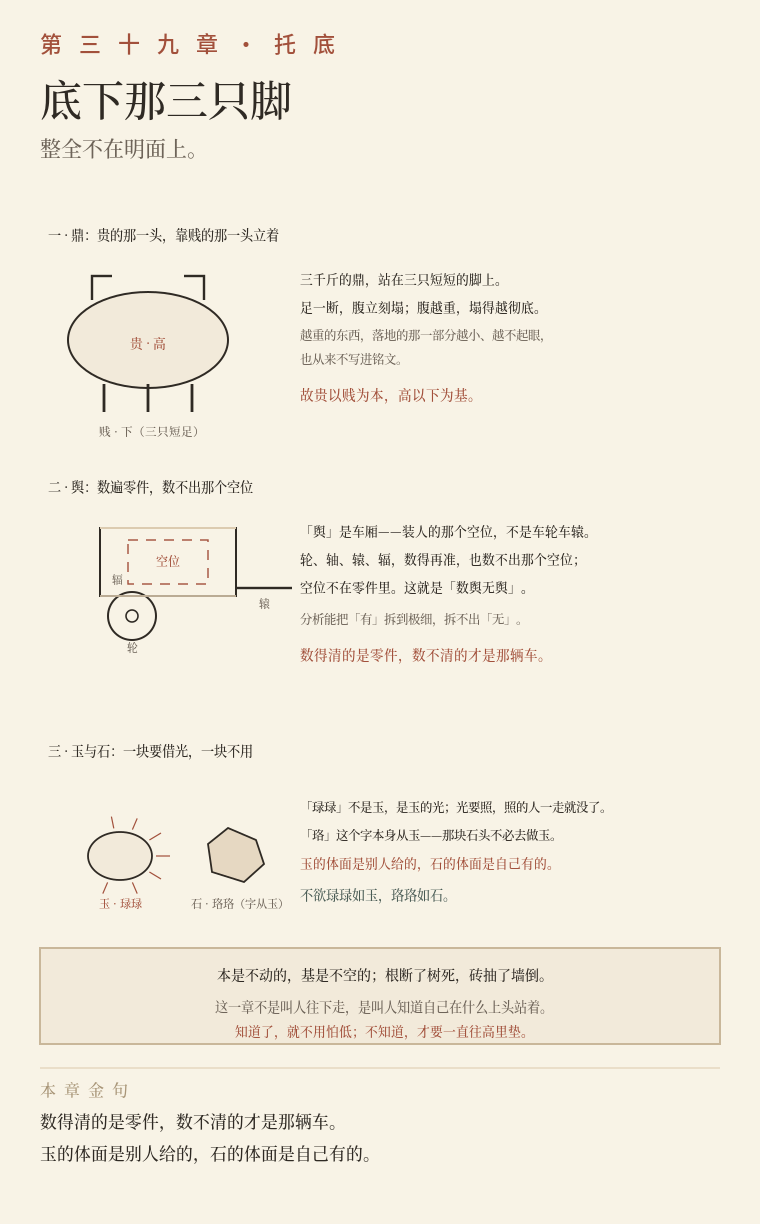 第三十九章・托底
底下那三只脚
整全不在明面上。
一 · 鼎：贵的那一头，靠贱的那一头立着
贵 · 高
贱 · 下（三只短足）
三千斤的鼎，站在三只短短的脚上。
足一断，腹立刻塌；腹越重，塌得越彻底。
越重的东西，落地的那一部分越小、越不起眼，
也从来不写进铭文。
故贵以贱为本，高以下为基。
二 · 舆：数遍零件，数不出那个空位
空位
辐
辕
轮
「舆」是车厢——装人的那个空位，不是车轮车辕。
轮、轴、辕、辐，数得再准，也数不出那个空位；
空位不在零件里。这就是「数舆无舆」。
分析能把「有」拆到极细，拆不出「无」。
数得清的是零件，数不清的才是那辆车。
三 · 玉与石：一块要借光，一块不用
玉 · 琭琭
石 · 珞珞（字从玉）
「琭琭」不是玉，是玉的光；光要照，照的人一走就没了。
「珞」这个字本身从玉——那块石头不必去做玉。
玉的体面是别人给的，石的体面是自己有的。
不欲琭琭如玉，珞珞如石。
本是不动的，基是不空的；根断了树死，砖抽了墙倒。
这一章不是叫人往下走，是叫人知道自己在什么上头站着。
知道了，就不用怕低；不知道，才要一直往高里垫。
本章金句
数得清的是零件，数不清的才是那辆车。
玉的体面是别人给的，石的体面是自己有的。